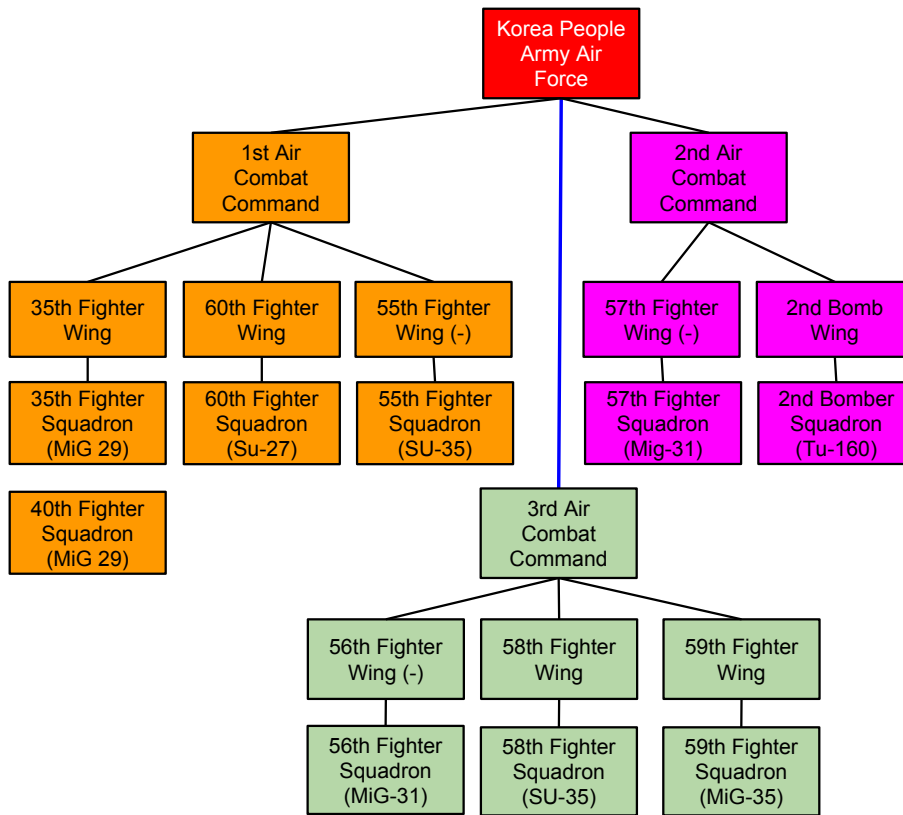 Korea People
Army Air
Force
1st Air
Combat
Command
2nd Air
Combat
Command
35th Fighter
Wing
60th Fighter
Wing
55th Fighter
Wing (-)
57th Fighter
Wing (-)
2nd Bomb
Wing
35th Fighter
Squadron
(MiG 29)
60th Fighter
Squadron
(Su-27)
55th Fighter
Squadron
(SU-35)
57th Fighter
Squadron
(Mig-31)
2nd Bomber
Squadron
(Tu-160)
40th Fighter
Squadron
(MiG 29)
3rd Air
Combat
Command
56th Fighter
Wing (-)
58th Fighter
Wing
59th Fighter
Wing
56th Fighter
Squadron
(MiG-31)
58th Fighter
Squadron
(SU-35)
59th Fighter
Squadron
(MiG-35)